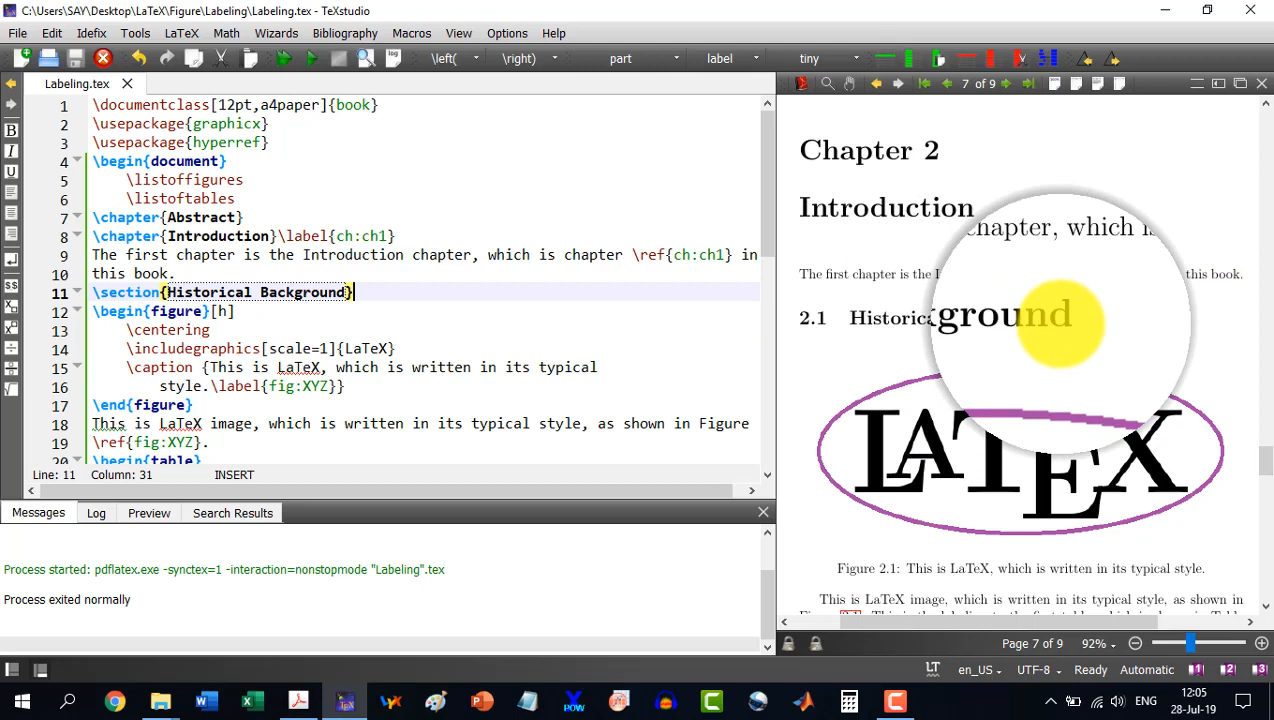 C:\Users\SAY\Desktop\LaTeX\Figure\Labeling\Labeling.tex - TeXstudio
File Edit Idefix Tools LaTeX Math Wizards Bibliography Macros View Options Help
\left( \right) part label tiny
Labeling.tex
7 of 9
1 \documentclass[12pt,a4paper]{book}
2 \usepackage{graphicx}
3 \usepackage{hyperref}
4 \begin{document}
5 \listoffigures
6 \listoftables
7 \chapter{Abstract}
8 \chapter{Introduction}\label{ch:ch1}
9 The first chapter is the Introduction chapter, which is chapter \ref{ch:ch1} in
10 this book.
11 \section{Historical Background}
12 \begin{figure}[h]
13 \centering
14 \includegraphics[scale=1]{LaTeX}
15 \caption {This is LaTeX, which is written in its typical
16 style.\label{fig:XYZ}}
17 \end{figure}
18 This is LaTeX image, which is written in its typical style, as shown in Figure
19 \ref{fig:XYZ}.
20 \begin{table}
Line: 11 Column: 31 INSERT
Messages Log Preview Search Results
Process started: pdflatex.exe -synctex=1 -interaction=nonstopmode "Labeling".tex
Process exited normally
Chapter 2
Introduction
chapter, which is
The first chapter is the this book.
2.1 Historic ground
LATEX
Figure 2.1: This is LaTeX, which is written in its typical style.
This is LaTeX image, which is written in its typical style, as shown in
Page 7 of 9 92%
en_US UTF-8 Ready Automatic 1 2 3
ENG
12:05
28-Jul-19